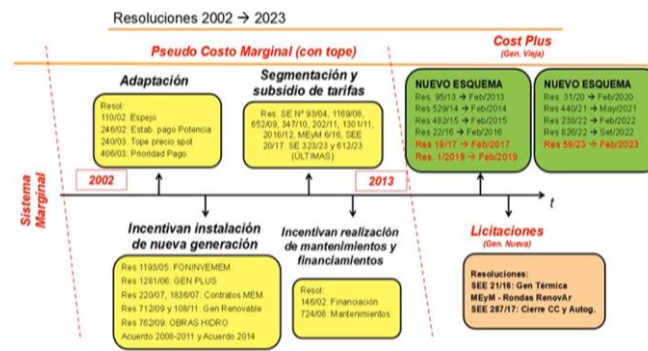 Resoluciones 2002 → 2023
Pseudo Costo Marginal (con tope)
Cost Plus
(Gen. Vieja)
Adaptación
Resol:
110/02: Espejo
246/02: Estab. pago Potencia
240/03: Tope precio spot
406/03: Prioridad Pago
Segmentación y
subsidio de tarifas
Res. SE Nº 93/04, 1169/08,
652/09, 347/10, 202/11, 1301/11,
2016/12, MEyM 6/16, SEE
20/17. SE 323/23 y 612/23
(ÚLTIMAS)
NUEVO ESQUEMA
Res. 95/13 → Feb/2013
Res. 529/14 → Feb/2014
Res 482/15 → Feb/2015
Res. 22/16 → Feb/2016
Res 19/17 → Feb/2017
Res. 1/2019 → Feb/2019
NUEVO ESQUEMA
Res. 31/20 → Feb/2020
Res. 440/21 → May/2021
Res 238/22 → Feb/2022
Res 826/22 → Set/2022
Res 59/23 → Feb/2023
Sistema
Marginal
2002
2013
t
Incentivan instalación
de nueva generación
Res 1193/05: FONINVEMEM
Res 1281/06: GEN PLUS
Res 220/07, 1836/07: Contratos MEM
Res 712/09 y 108/11: Gen Renovable
Res 762/09: OBRAS HIDRO
Acuerdo 2008-2011 y Acuerdo 2014
Incentivan realización
de mantenimientos y
financiamientos
Resol:
146/02: Financiación
724/08: Mantenimientos
Licitaciones
(Gen. Nueva)
Resoluciones:
SEE 21/16: Gen Térmica
MEyM - Rondas RenovAr
SEE 287/17: Cierre CC y Autog.